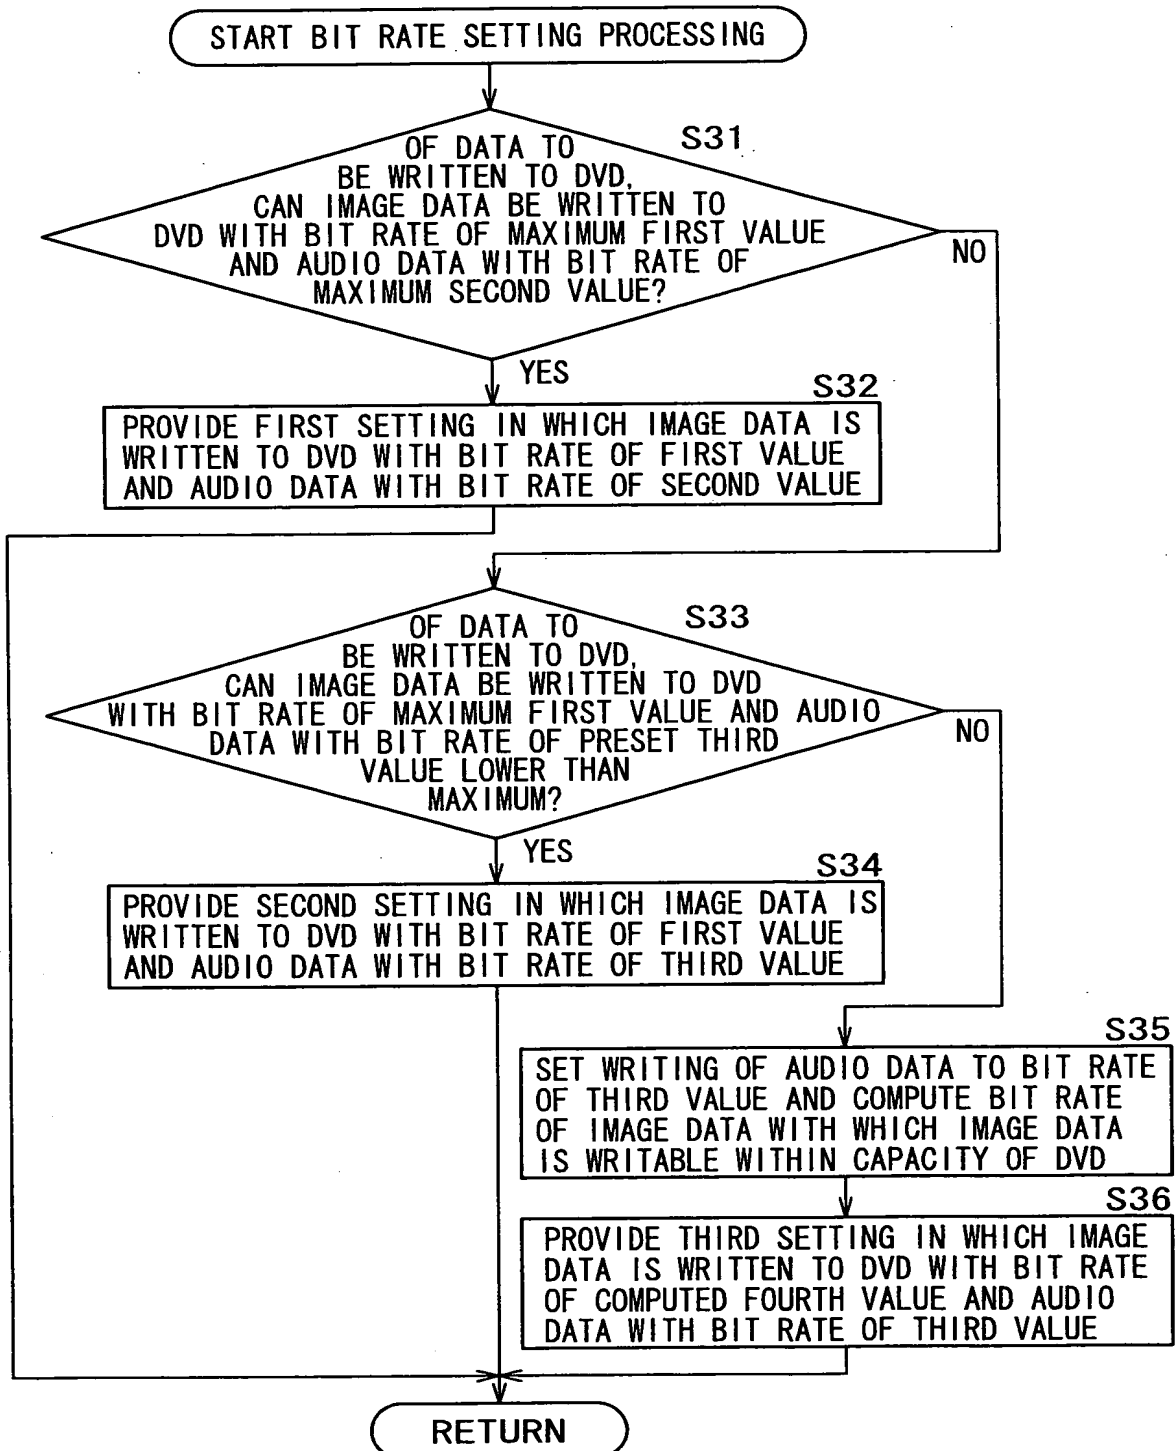 START BIT RATE SETTING PROCESSING
S31
OF DATA TO
BE WRITTEN TO DVD,
CAN IMAGE DATA BE WRITTEN TO
DVD WITH BIT RATE OF MAXIMUM FIRST VALUE
AND AUDIO DATA WITH BIT RATE OF
MAXIMUM SECOND VALUE?
NO
YES
S32
PROVIDE FIRST SETTING IN WHICH IMAGE DATA IS
WRITTEN TO DVD WITH BIT RATE OF FIRST VALUE
AND AUDIO DATA WITH BIT RATE OF SECOND VALUE
S33
OF DATA TO
BE WRITTEN TO DVD,
CAN IMAGE DATA BE WRITTEN TO DVD
WITH BIT RATE OF MAXIMUM FIRST VALUE AND AUDIO
DATA WITH BIT RATE OF PRESET THIRD
VALUE LOWER THAN
MAXIMUM?
NO
YES
S34
PROVIDE SECOND SETTING IN WHICH IMAGE DATA IS
WRITTEN TO DVD WITH BIT RATE OF FIRST VALUE
AND AUDIO DATA WITH BIT RATE OF THIRD VALUE
S35
SET WRITING OF AUDIO DATA TO BIT RATE
OF THIRD VALUE AND COMPUTE BIT RATE
OF IMAGE DATA WITH WHICH IMAGE DATA
IS WRITABLE WITHIN CAPACITY OF DVD
S36
PROVIDE THIRD SETTING IN WHICH IMAGE
DATA IS WRITTEN TO DVD WITH BIT RATE
OF COMPUTED FOURTH VALUE AND AUDIO
DATA WITH BIT RATE OF THIRD VALUE
RETURN